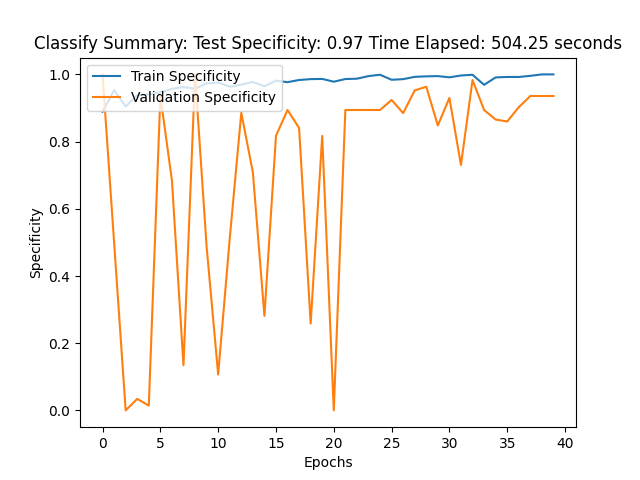 Classify Summary: Test Specificity: 0.97 Time Elapsed: 504.25 seconds
Train Specificity
Validation Specificity
1.0
0.8
0.6
0.4
0.2
0.0
Specificity
0 5 10 15 20 25 30 35 40
Epochs